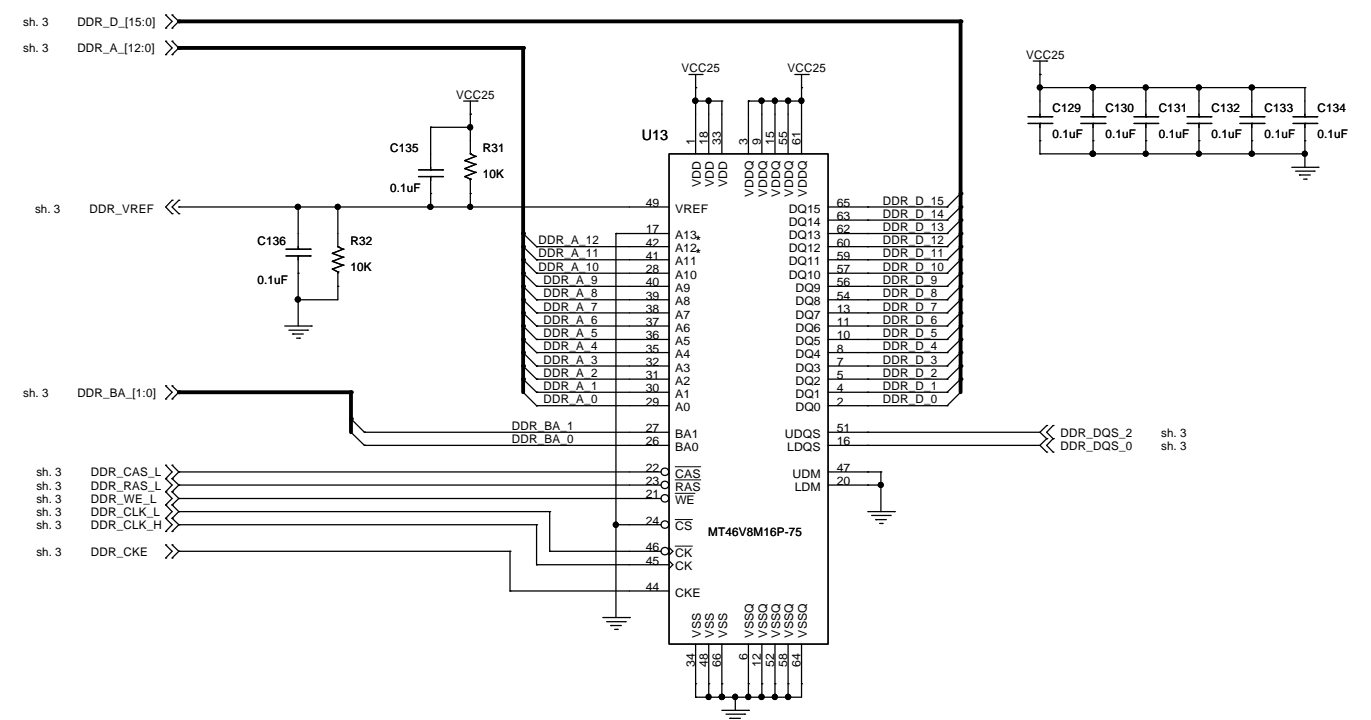 sh. 3 DDR_D_[15:0]
sh. 3 DDR_A_[12:0]
VCC25
VCC25
VCC25
C129
0.1uF
C130
0.1uF
C131
0.1uF
C132
0.1uF
C133
0.1uF
C134
0.1uF
VCC25
C135
0.1uF
R31
10K
U13
1 18 33 3 9 15 55 61
VDD VDD VDD VDDQ VDDQ VDDQ VDDQ VDDQ
sh. 3 DDR_VREF
C136
0.1uF
R32
10K
49 VREF
17 A13*
DDR_A_12 42 A12*
DDR_A_11 41 A11
DDR_A_10 28 A10
DDR_A_9 40 A9
DDR_A_8 39 A8
DDR_A_7 38 A7
DDR_A_6 37 A6
DDR_A_5 36 A5
DDR_A_4 35 A4
DDR_A_3 32 A3
DDR_A_2 31 A2
DDR_A_1 30 A1
DDR_A_0 29 A0
DQ15 65 DDR_D_15
DQ14 63 DDR_D_14
DQ13 62 DDR_D_13
DQ12 60 DDR_D_12
DQ11 59 DDR_D_11
DQ10 57 DDR_D_10
DQ9 56 DDR_D_9
DQ8 54 DDR_D_8
DQ7 13 DDR_D_7
DQ6 11 DDR_D_6
DQ5 10 DDR_D_5
DQ4 8 DDR_D_4
DQ3 7 DDR_D_3
DQ2 5 DDR_D_2
DQ1 4 DDR_D_1
DQ0 2 DDR_D_0
sh. 3 DDR_BA_[1:0]
DDR_BA_1 27 BA1
DDR_BA_0 26 BA0
UDQS 51 DDR_DQS_2 sh. 3
LDQS 16 DDR_DQS_0 sh. 3
sh. 3 DDR_CAS_L 22 CAS
sh. 3 DDR_RAS_L 23 RAS
sh. 3 DDR_WE_L 21 WE
sh. 3 DDR_CLK_L
sh. 3 DDR_CLK_H
UDM 47
LDM 20
24 CS
MT46V8M16P-75
sh. 3 DDR_CKE
46 CK
45 CK
44 CKE
VSS VSS VSS VSSQ VSSQ VSSQ VSSQ VSSQ
34 48 66 6 12 52 58 64